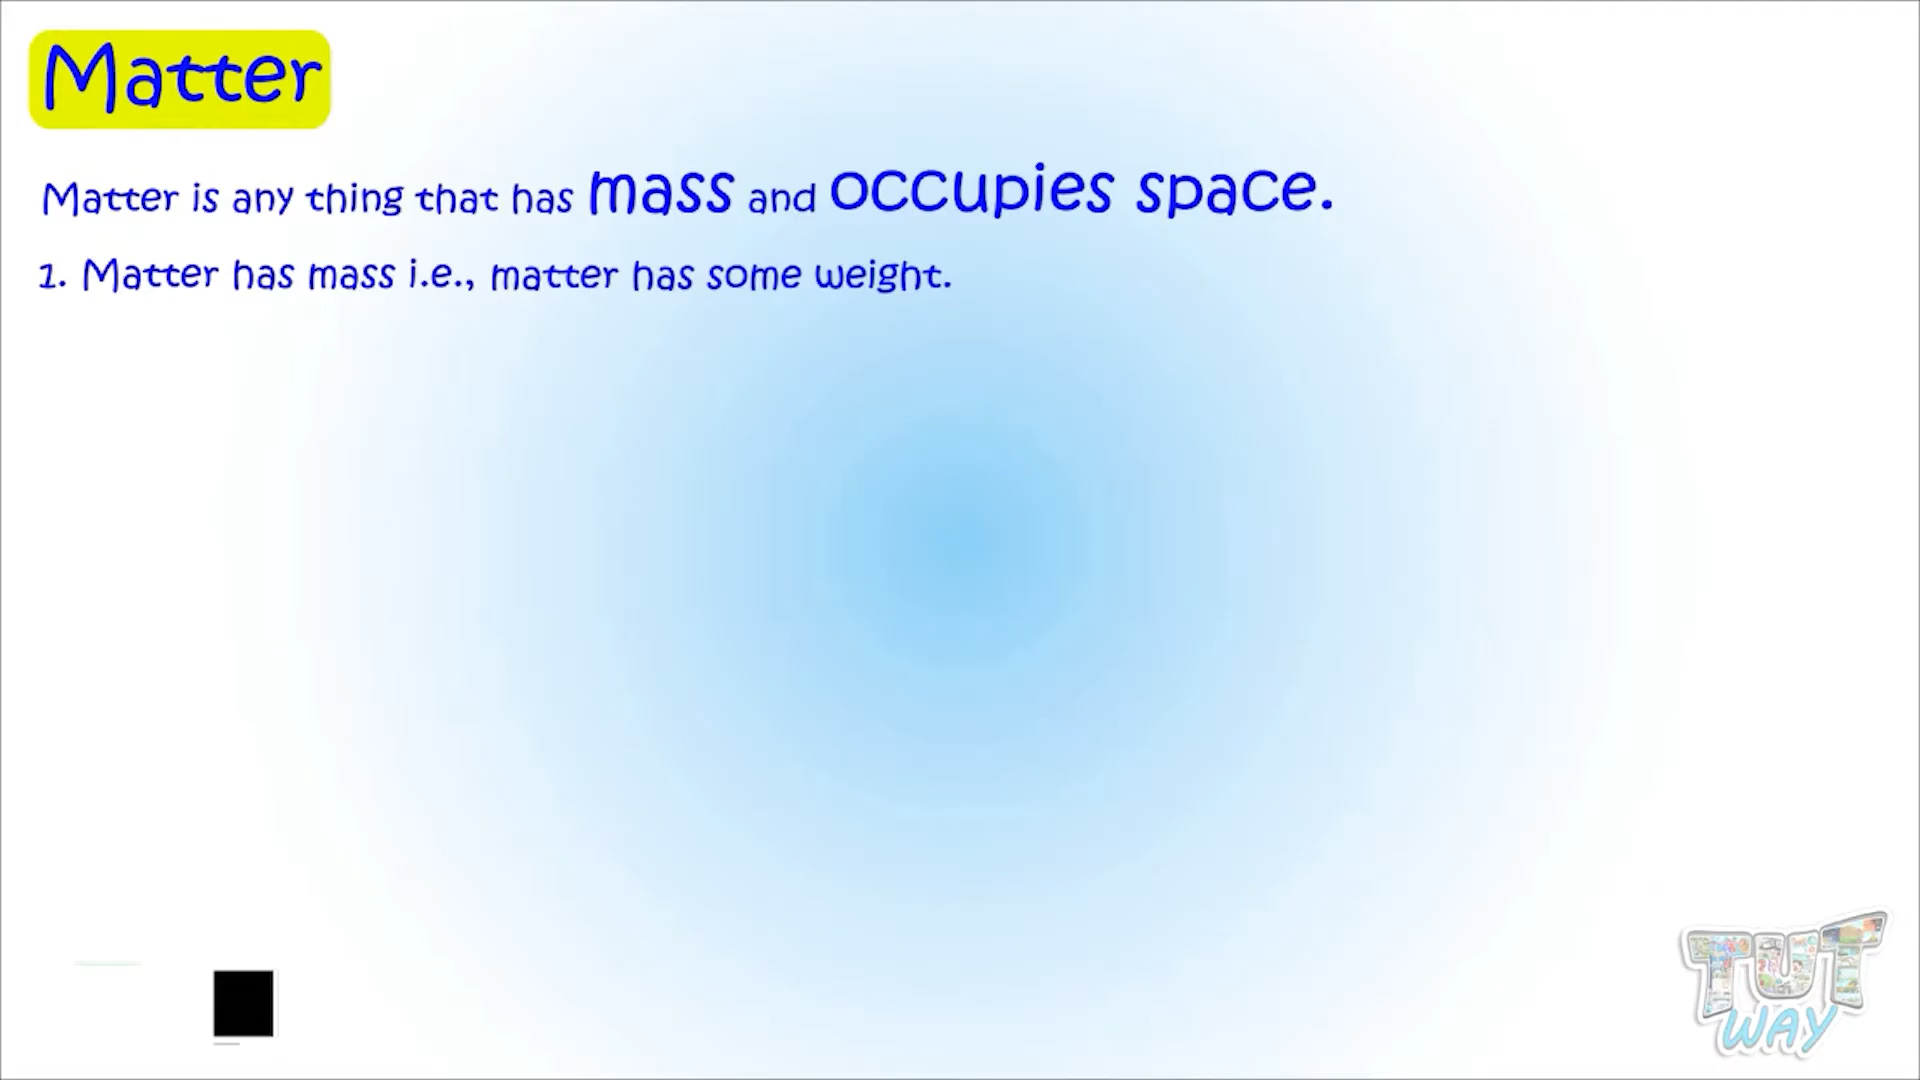 Matter
Matter is any thing that has mass and occupies space.
1. Matter has mass i.e., matter has some weight.
TUT
WAY